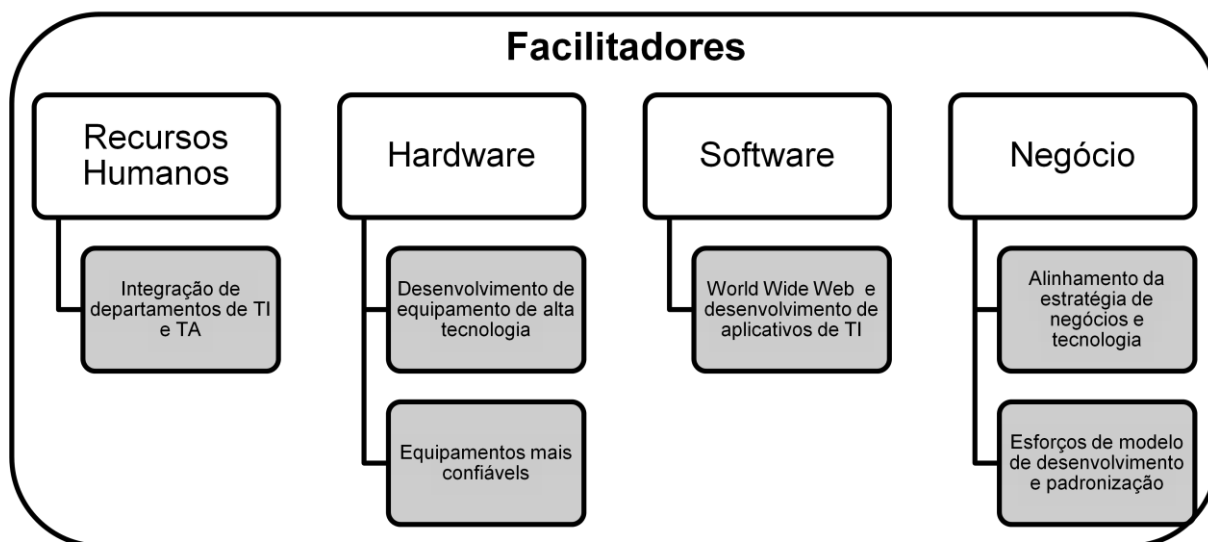 Facilitadores
Recursos
Humanos
Hardware
Software
Negócio
Integração de
departamentos de TI
e TA
Desenvolvimento de
equipamento de alta
tecnologia
World Wide Web e
desenvolvimento de
aplicativos de TI
Alinhamento da
estratégia de
negócios e
tecnologia
Equipamentos mais
confiávels
Esforços de modelo
de desenvolvimento
e padronização